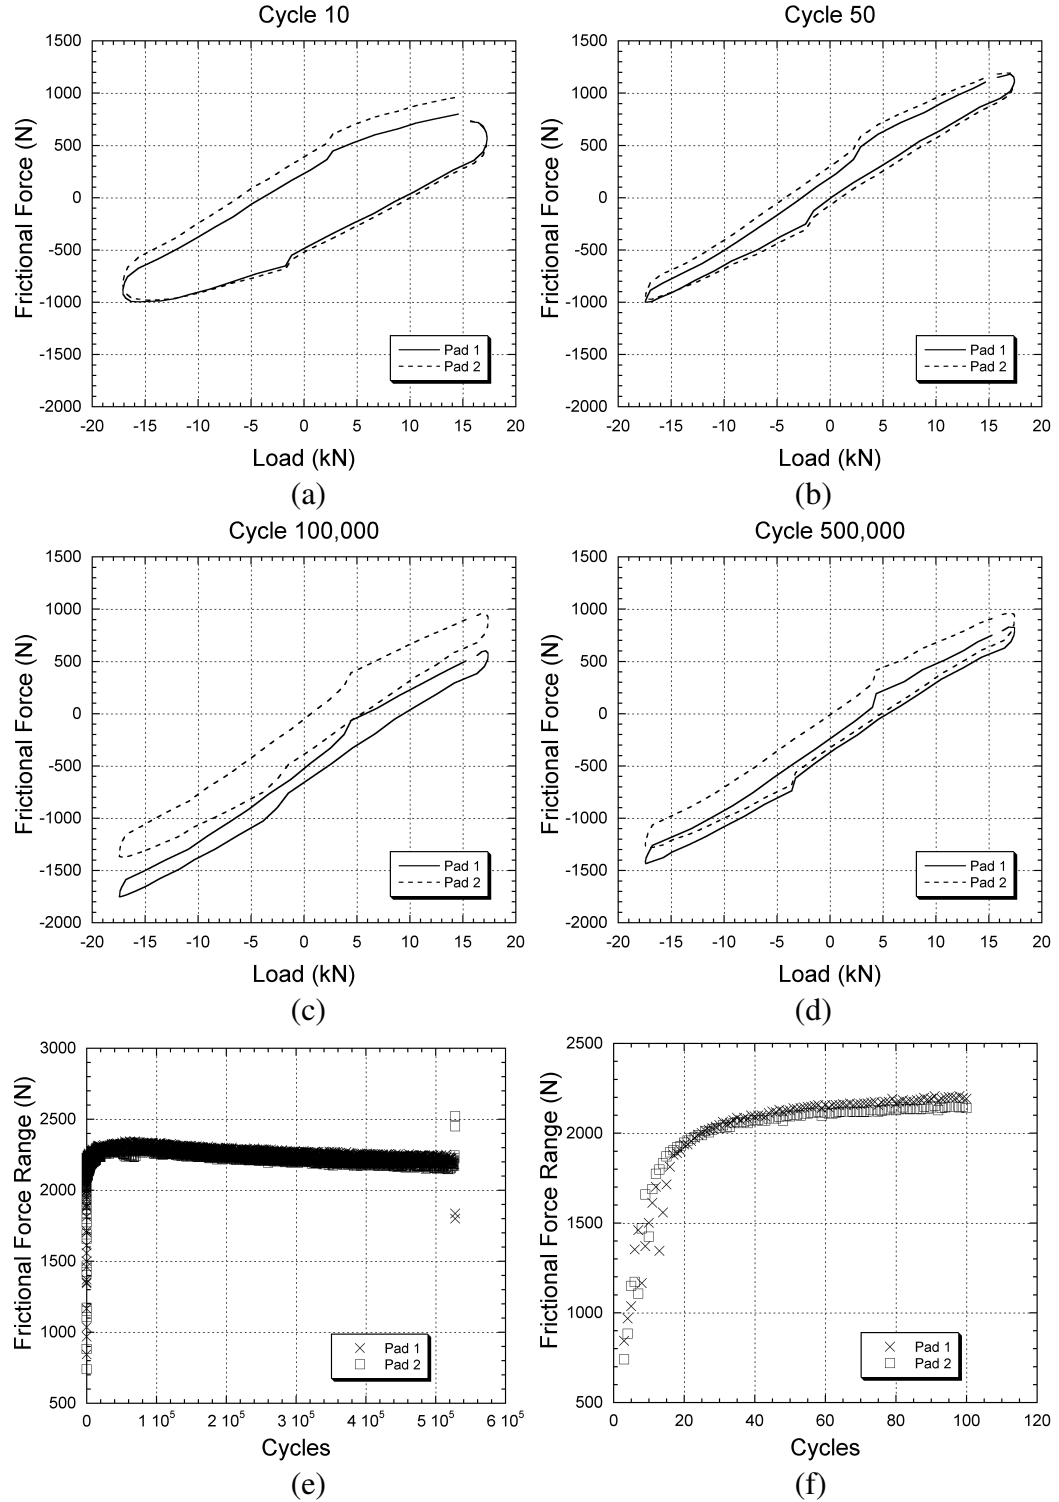 Cycle 10
Cycle 50
1500
1000
500
0
-500
-1000
-1500
-2000
Frictional Force (N)
Pad 1
Pad 2
-20 -15 -10 -5 0 5 10 15 20
Load (kN)
(a)
1500
1000
500
0
-500
-1000
-1500
-2000
Frictional Force (N)
Pad 1
Pad 2
-20 -15 -10 -5 0 5 10 15 20
Load (kN)
(b)
Cycle 100,000
Cycle 500,000
1500
1000
500
0
-500
-1000
-1500
-2000
Frictional Force (N)
Pad 1
Pad 2
-20 -15 -10 -5 0 5 10 15 20
Load (kN)
(c)
1500
1000
500
0
-500
-1000
-1500
-2000
Frictional Force (N)
Pad 1
Pad 2
-20 -15 -10 -5 0 5 10 15 20
Load (kN)
(d)
3000
2500
2000
1500
1000
500
Frictional Force Range (N)
Pad 1
Pad 2
0 1 10⁵ 2 10⁵ 3 10⁵ 4 10⁵ 5 10⁵ 6 10⁵
Cycles
(e)
2500
2000
1500
1000
500
Frictional Force Range (N)
Pad 1
Pad 2
0 20 40 60 80 100 120
Cycles
(f)